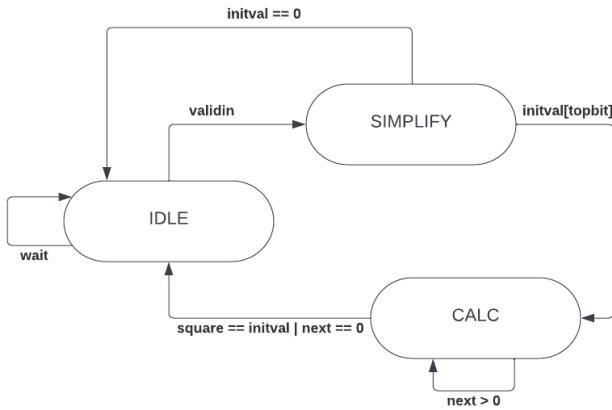 initval == 0
validin
SIMPLIFY
initval[topbit]
IDLE
wait
CALC
square == initval | next == 0
next > 0